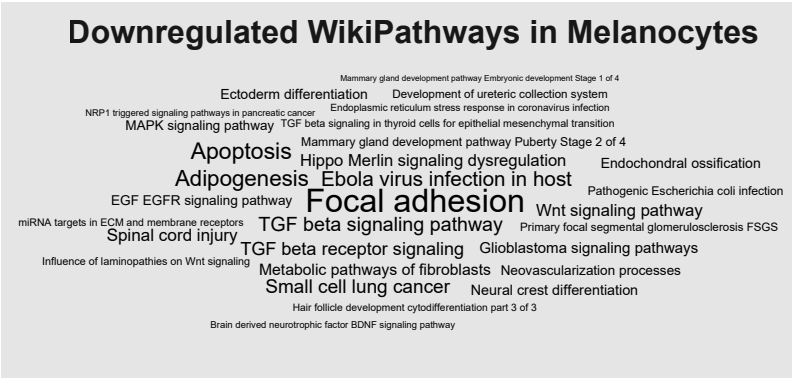 Downregulated WikiPathways in Melanocytes
Mammary gland development pathway Embryonic development Stage 1 of 4
Ectoderm differentiation
Development of ureteric collection system
NRP1 triggered signaling pathways in pancreatic cancer
Endoplasmic reticulum stress response in coronavirus infection
MAPK signaling pathway
TGF beta signaling in thyroid cells for epithelial mesenchymal transition
Mammary gland development pathway Puberty Stage 2 of 4
Apoptosis
Hippo Merlin signaling dysregulation
Endochondral ossification
Adipogenesis
Ebola virus infection in host
Pathogenic Escherichia coli infection
EGF EGFR signaling pathway
Focal adhesion
Wnt signaling pathway
miRNA targets in ECM and membrane receptors
TGF beta signaling pathway
Primary focal segmental glomerulosclerosis FSGS
Spinal cord injury
TGF beta receptor signaling
Glioblastoma signaling pathways
Influence of laminopathies on Wnt signaling
Metabolic pathways of fibroblasts
Neovascularization processes
Small cell lung cancer
Neural crest differentiation
Hair follicle development cytodifferentiation part 3 of 3
Brain derived neurotrophic factor BDNF signaling pathway